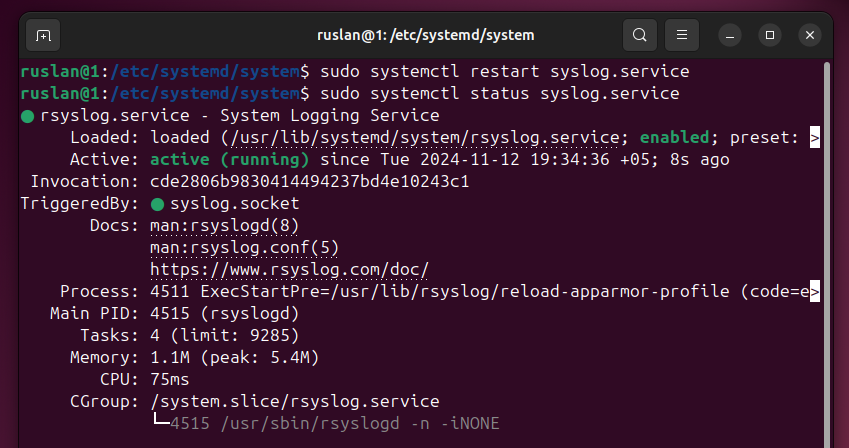 ruslan@1: /etc/systemd/system
ruslan@1:/etc/systemd/system$ sudo systemctl restart syslog.service
ruslan@1:/etc/systemd/system$ sudo systemctl status syslog.service
● rsyslog.service - System Logging Service
Loaded: loaded (/usr/lib/systemd/system/rsyslog.service; enabled; preset: >
Active: active (running) since Tue 2024-11-12 19:34:36 +05; 8s ago
Invocation: cde2806b9830414494237bd4e10243c1
TriggeredBy: ● syslog.socket
Docs: man:rsyslogd(8)
man:rsyslog.conf(5)
https://www.rsyslog.com/doc/
Process: 4511 ExecStartPre=/usr/lib/rsyslog/reload-apparmor-profile (code=e>
Main PID: 4515 (rsyslogd)
Tasks: 4 (limit: 9285)
Memory: 1.1M (peak: 5.4M)
CPU: 75ms
CGroup: /system.slice/rsyslog.service
└─4515 /usr/sbin/rsyslogd -n -iNONE